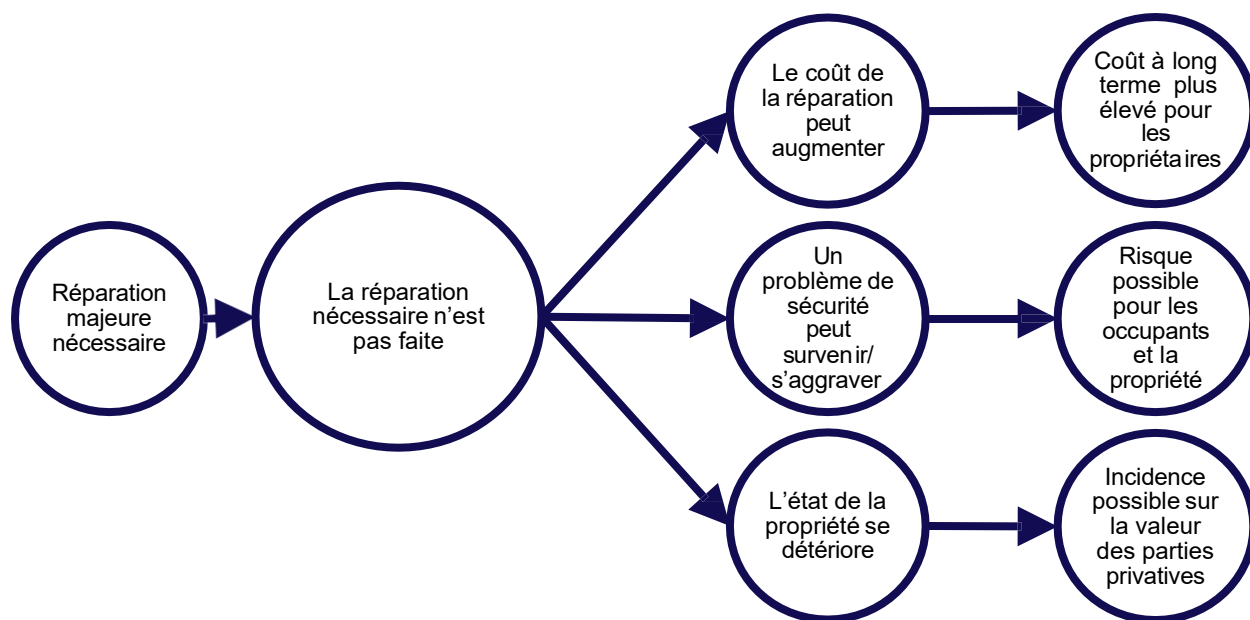 Réparation
majeure
nécessaire
La réparation
nécessaire n’est
pas faite
Le coût de
la réparation
peut
augmenter
Coût à long
terme plus
élevé pour
les
propriétaires
Un
problème de
sécurité
peut
survenir/
s’aggraver
Risque
possible
pour les
occupants
et la
propriété
L’état de la
propriété se
détériore
Incidence
possible sur
la valeur
des parties
privatives